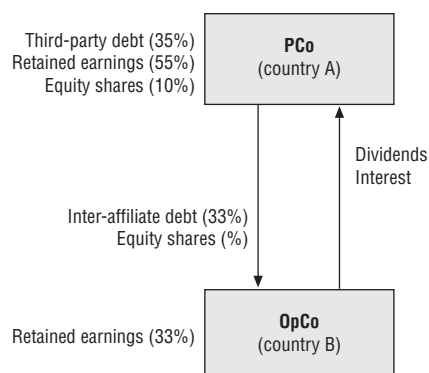 Third-party debt (35%)
Retained earnings (55%)
Equity shares (10%)
PCo
(country A)
Dividends
Interest
Inter-affiliate debt (33%)
Equity shares (%)
Retained earnings (33%)
OpCo
(country B)